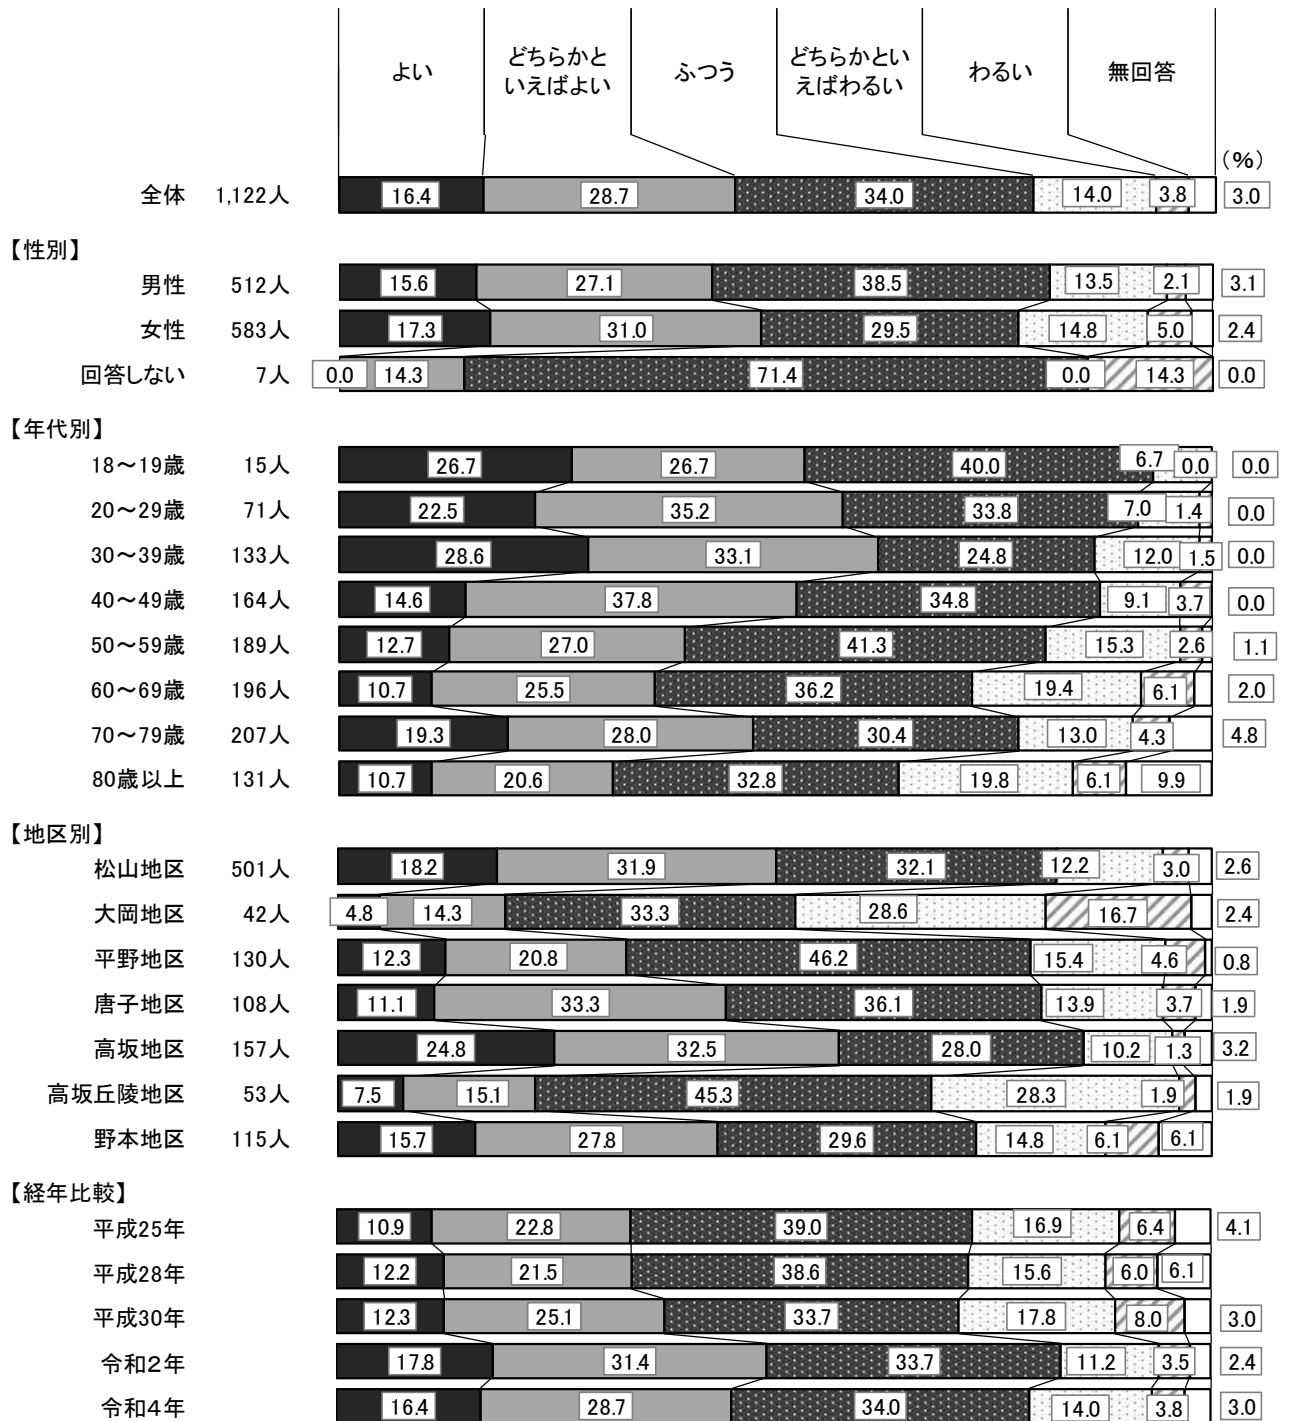 よい
どちらかと
いえばよい
ふつう
どちらかとい
えばわるい
わるい
無回答
（%）
全体 1,122人 16.4 28.7 34.0 14.0 3.8 3.0
【性別】
男性 512人 15.6 27.1 38.5 13.5 2.1 3.1
女性 583人 17.3 31.0 29.5 14.8 5.0 2.4
回答しない 7人 0.0 14.3 71.4 0.0 14.3 0.0
【年代別】
18～19歳 15人 26.7 26.7 40.0 6.7 0.0 0.0
20～29歳 71人 22.5 35.2 33.8 7.0 1.4 0.0
30～39歳 133人 28.6 33.1 24.8 12.0 1.5 0.0
40～49歳 164人 14.6 37.8 34.8 9.1 3.7 0.0
50～59歳 189人 12.7 27.0 41.3 15.3 2.6 1.1
60～69歳 196人 10.7 25.5 36.2 19.4 6.1 2.0
70～79歳 207人 19.3 28.0 30.4 13.0 4.3 4.8
80歳以上 131人 10.7 20.6 32.8 19.8 6.1 9.9
【地区別】
松山地区 501人 18.2 31.9 32.1 12.2 3.0 2.6
大岡地区 42人 4.8 14.3 33.3 28.6 16.7 2.4
平野地区 130人 12.3 20.8 46.2 15.4 4.6 0.8
唐子地区 108人 11.1 33.3 36.1 13.9 3.7 1.9
高坂地区 157人 24.8 32.5 28.0 10.2 1.3 3.2
高坂丘陵地区 53人 7.5 15.1 45.3 28.3 1.9 1.9
野本地区 115人 15.7 27.8 29.6 14.8 6.1 6.1
【経年比較】
平成25年 10.9 22.8 39.0 16.9 6.4 4.1
平成28年 12.2 21.5 38.6 15.6 6.0 6.1
平成30年 12.3 25.1 33.7 17.8 8.0 3.0
令和２年 17.8 31.4 33.7 11.2 3.5 2.4
令和４年 16.4 28.7 34.0 14.0 3.8 3.0